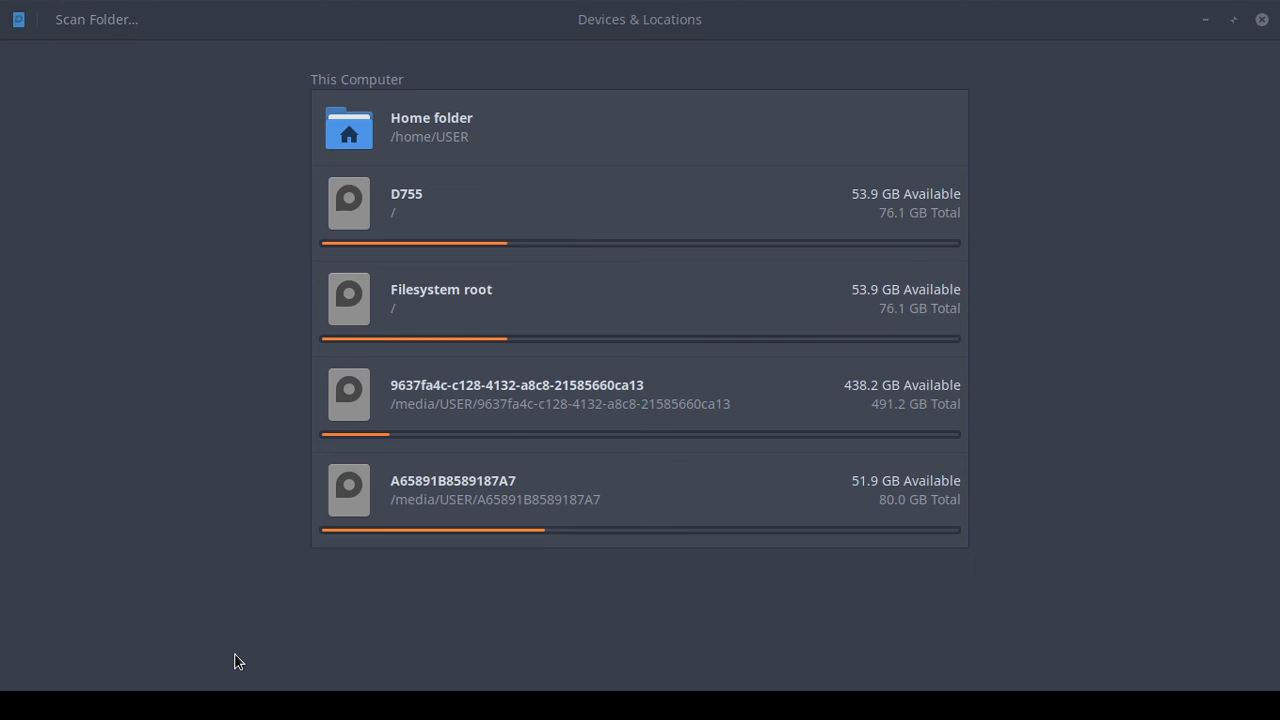 Scan Folder...
Devices & Locations
This Computer
Home folder
/home/USER
D755
53.9 GB Available
/
76.1 GB Total
Filesystem root
53.9 GB Available
/
76.1 GB Total
9637fa4c-c128-4132-a8c8-21585660ca13
438.2 GB Available
/media/USER/9637fa4c-c128-4132-a8c8-21585660ca13
491.2 GB Total
A65891B8589187A7
51.9 GB Available
/media/USER/A65891B8589187A7
80.0 GB Total